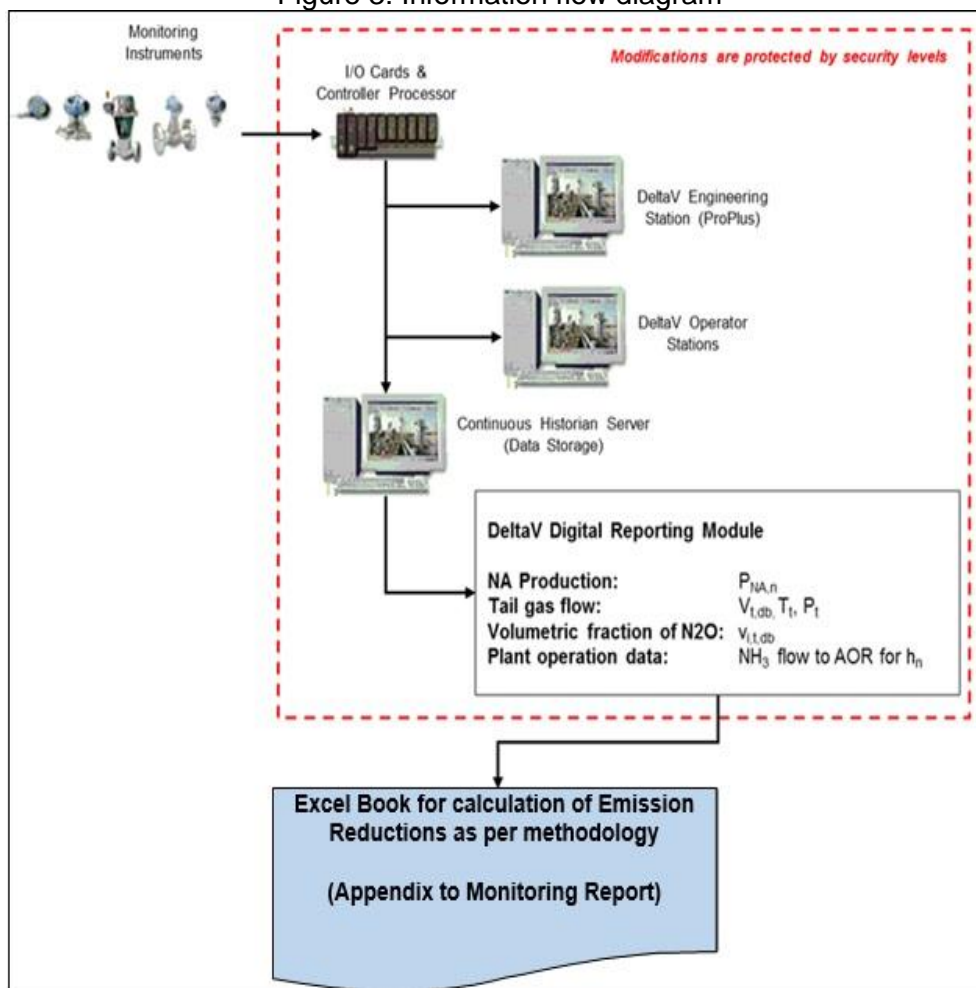 Figure 3. Information flow diagram
Monitoring
Instruments
Modifications are protected by security levels
I/O Cards &
Controller Processor
DeltaV Engineering
Station (ProPlus)
DeltaV Operator
Stations
Continuous Historian Server
(Data Storage)
DeltaV Digital Reporting Module
NA Production: P_NA,n
Tail gas flow: V_t,db, T_t, P_t
Volumetric fraction of N2O: v_i,t,db
Plant operation data: NH₃ flow to AOR for h_n
Excel Book for calculation of Emission
Reductions as per methodology
(Appendix to Monitoring Report)